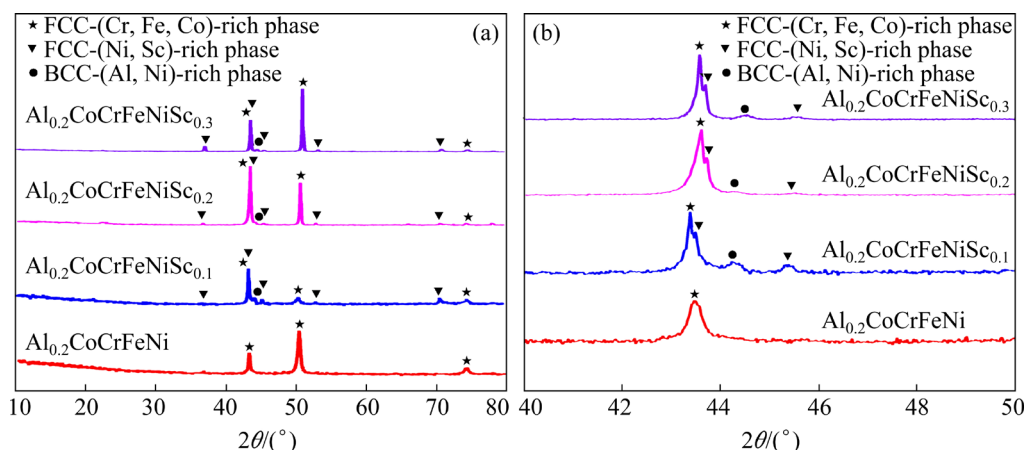 ★ FCC-(Cr, Fe, Co)-rich phase (a)
▼ FCC-(Ni, Sc)-rich phase
● BCC-(Al, Ni)-rich phase
Al₀.₂CoCrFeNiSc₀.₃
Al₀.₂CoCrFeNiSc₀.₂
Al₀.₂CoCrFeNiSc₀.₁
Al₀.₂CoCrFeNi
10 20 30 40 50 60 70 80
2θ/(°)
(b) ★ FCC-(Cr, Fe, Co)-rich phase
▼ FCC-(Ni, Sc)-rich phase
● BCC-(Al, Ni)-rich phase
Al₀.₂CoCrFeNiSc₀.₃
Al₀.₂CoCrFeNiSc₀.₂
Al₀.₂CoCrFeNiSc₀.₁
Al₀.₂CoCrFeNi
40 42 44 46 48 50
2θ/(°)